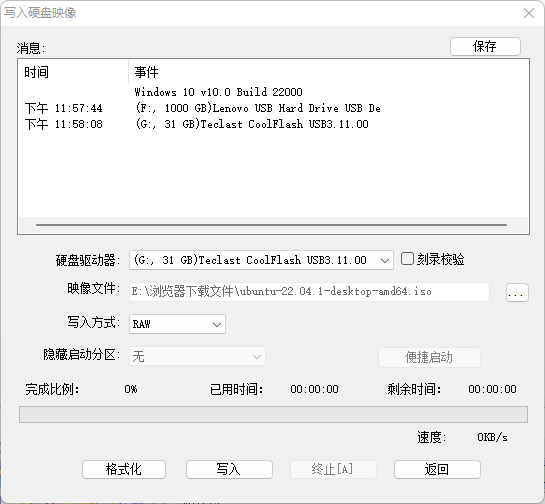 写入硬盘映像
消息:
保存
时间 事件
Windows 10 v10.0 Build 22000
下午 11:57:44 (F:, 1000 GB)Lenovo USB Hard Drive USB De
下午 11:58:08 (G:, 31 GB)Teclast CoolFlash USB3.11.00
硬盘驱动器: (G:, 31 GB)Teclast CoolFlash USB3.11.00 刻录校验
映像文件: E:\浏览器下载文件\ubuntu-22.04.1-desktop-amd64.iso ...
写入方式: RAW
隐藏启动分区: 无 便捷启动
完成比例: 0% 已用时间: 00:00:00 剩余时间: 00:00:00
速度: 0KB/s
格式化 写入 终止[A] 返回